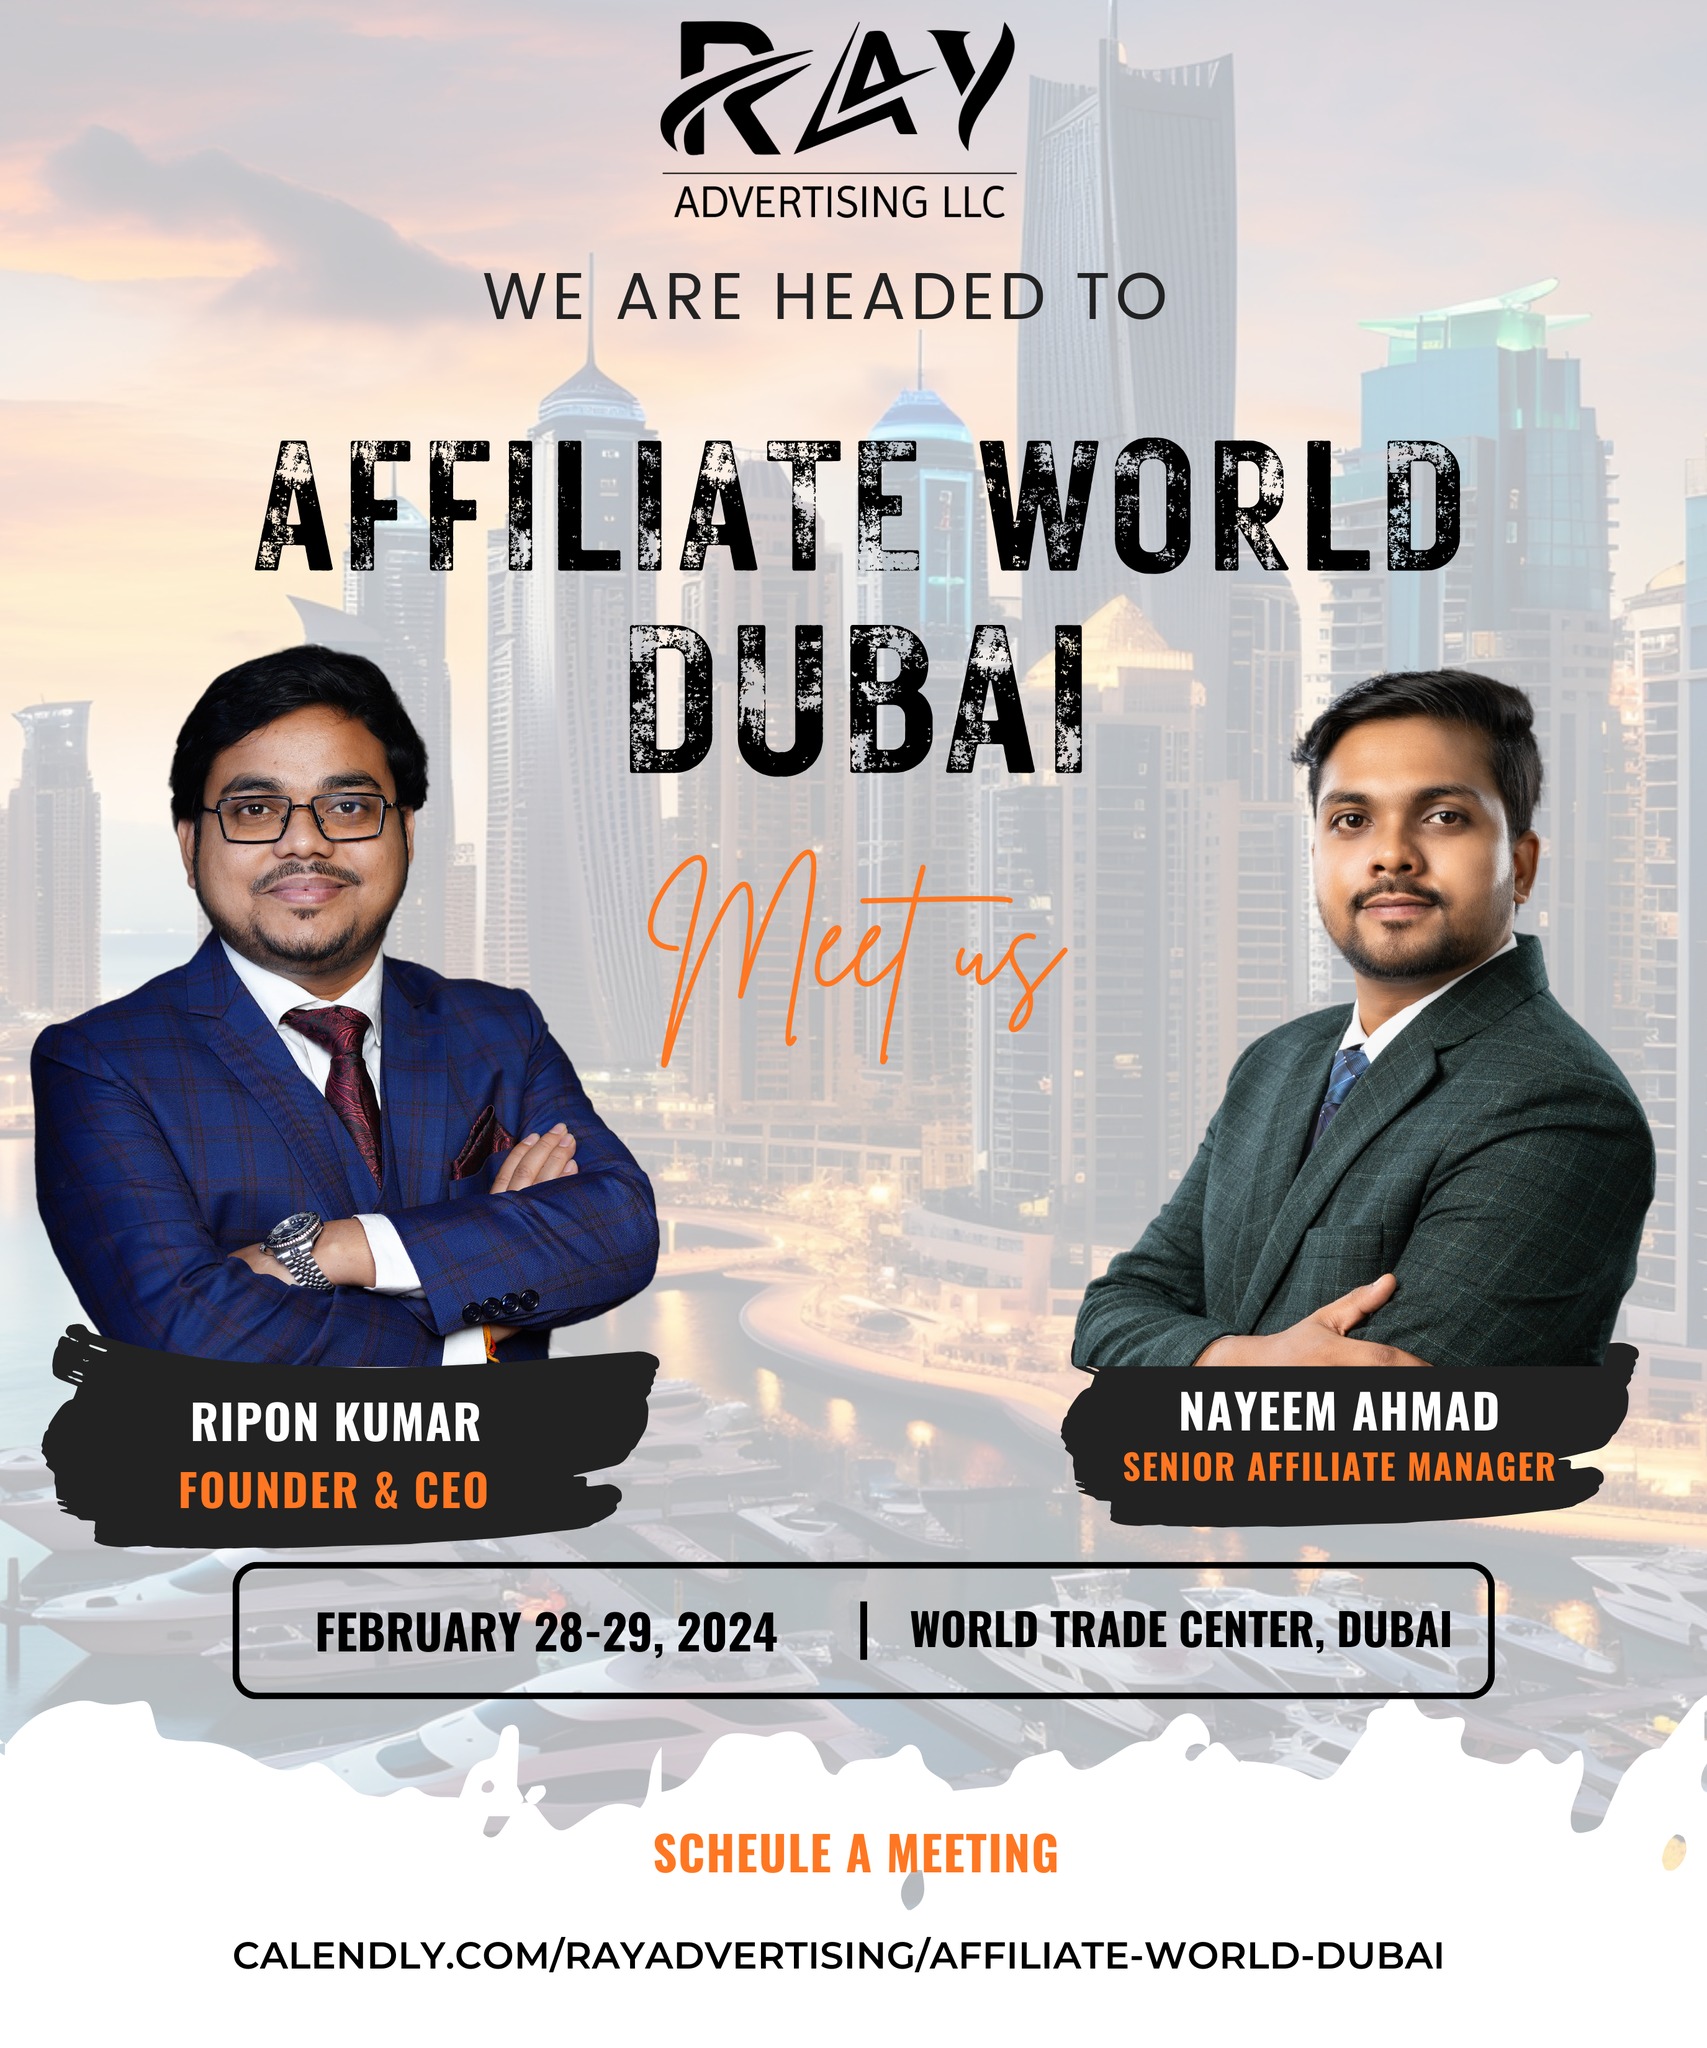 RAY
ADVERTISING LLC
WE ARE HEADED TO
AFFILIATE WORLD
DUBAI
Meet us
RIPON KUMAR
FOUNDER & CEO
NAYEEM AHMAD
SENIOR AFFILIATE MANAGER
FEBRUARY 28-29, 2024 | WORLD TRADE CENTER, DUBAI
SCHEULE A MEETING
CALENDLY.COM/RAYADVERTISING/AFFILIATE-WORLD-DUBAI